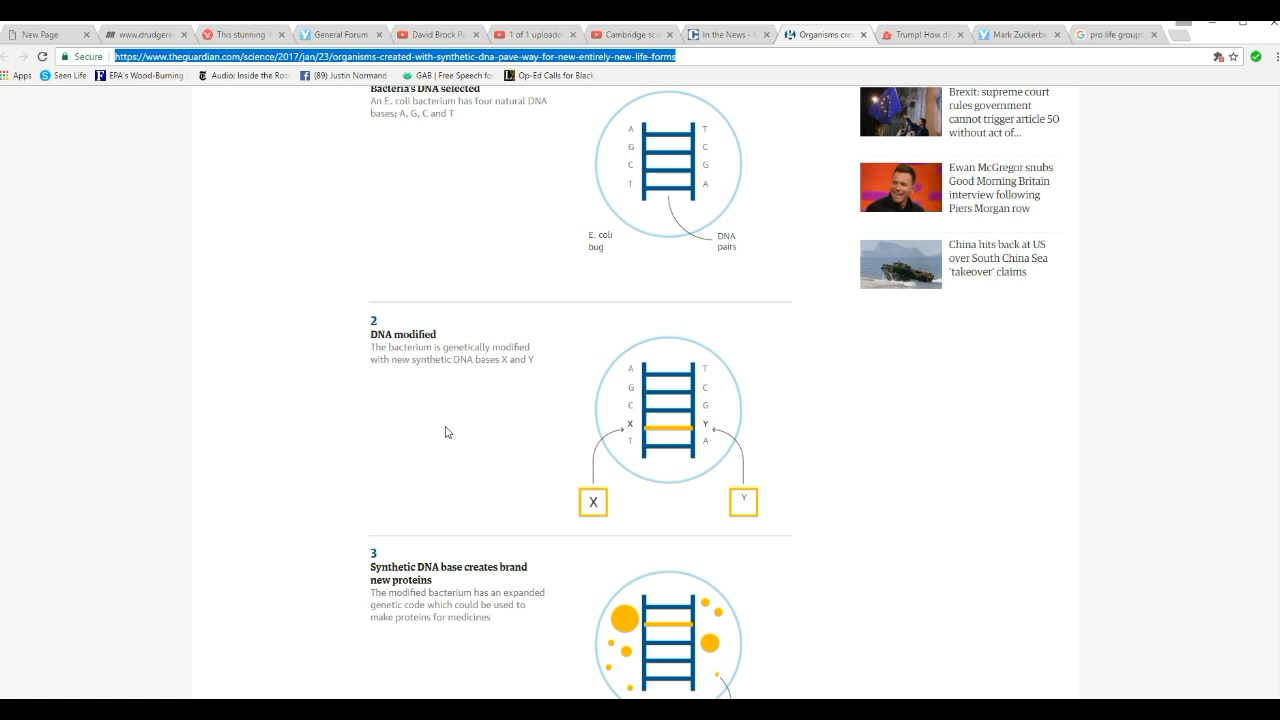 New Page
www.drudgere
This stunning
General Forum
David Brock Pu
1 of 1 uploade
Cambridge scie
In the News –
Organisms crea
Trump! How di
Mark Zuckerbe
pro life groups
Secure
https://www.theguardian.com/science/2017/jan/23/organisms-created-with-synthetic-dna-pave-way-for-new-entirely-new-life-forms
Apps
Seen Life
EPA's Wood-Burning
Audio: Inside the Roo
(89) Justin Normand
GAB | Free Speech fo
Op-Ed Calls for Black
Bacteria's DNA selected
An E. coli bacterium has four natural DNA
bases; A, G, C and T
A T
G C
C G
T A
E. coli
bug
DNA
pairs
2
DNA modified
The bacterium is genetically modified
with new synthetic DNA bases X and Y
A T
G C
C G
X Y
T A
X
Y
3
Synthetic DNA base creates brand
new proteins
The modified bacterium has an expanded
genetic code which could be used to
make proteins for medicines
Brexit: supreme court
rules government
cannot trigger article 50
without act of...
Ewan McGregor snubs
Good Morning Britain
interview following
Piers Morgan row
China hits back at US
over South China Sea
'takeover' claims